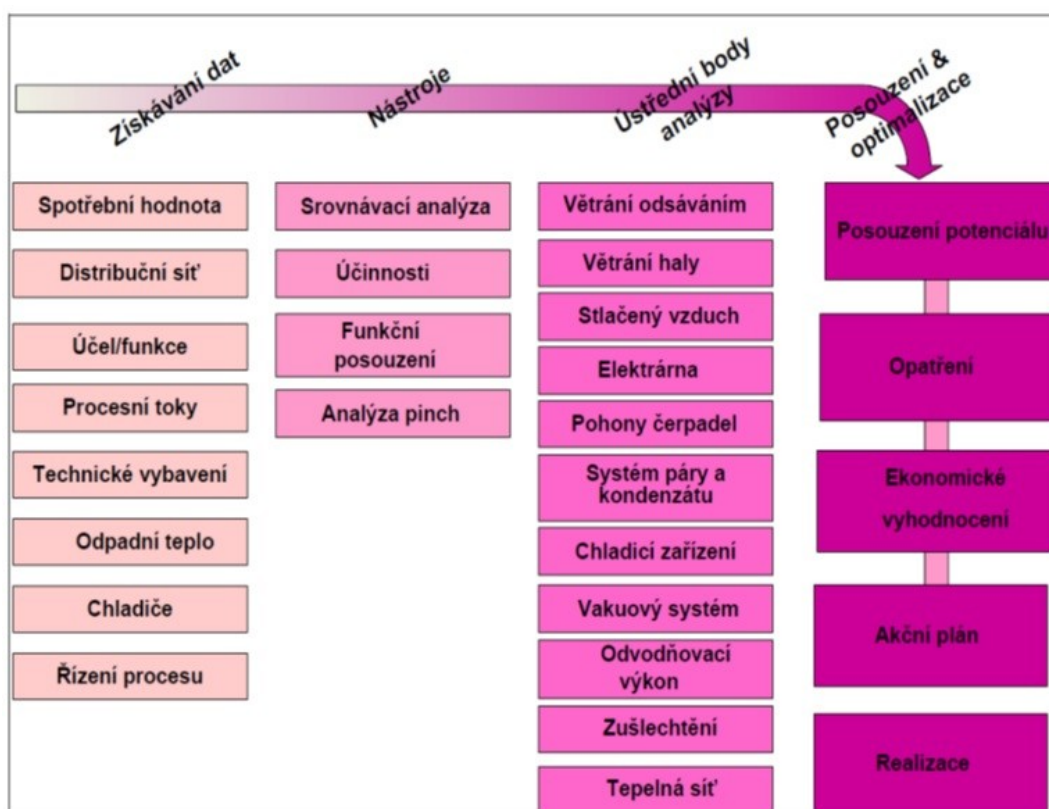 Získávání dat
Nástroje
Ústřední body
analýzy
Posouzení &
optimalizace
Spotřební hodnota
Distribuční síť
Účel/funkce
Procesní toky
Technické vybavení
Odpadní teplo
Chladiče
Řízení procesu
Srovnávací analýza
Účinnosti
Funkční
posouzení
Analýza pinch
Větrání odsáváním
Větrání haly
Stlačený vzduch
Elektrárna
Pohony čerpadel
Systém páry a
kondenzátu
Chladicí zařízení
Vakuový systém
Odvodňovací
výkon
Zušlechtění
Tepelná síť
Posouzení potenciálu
Opatření
Ekonomické
vyhodnocení
Akční plán
Realizace